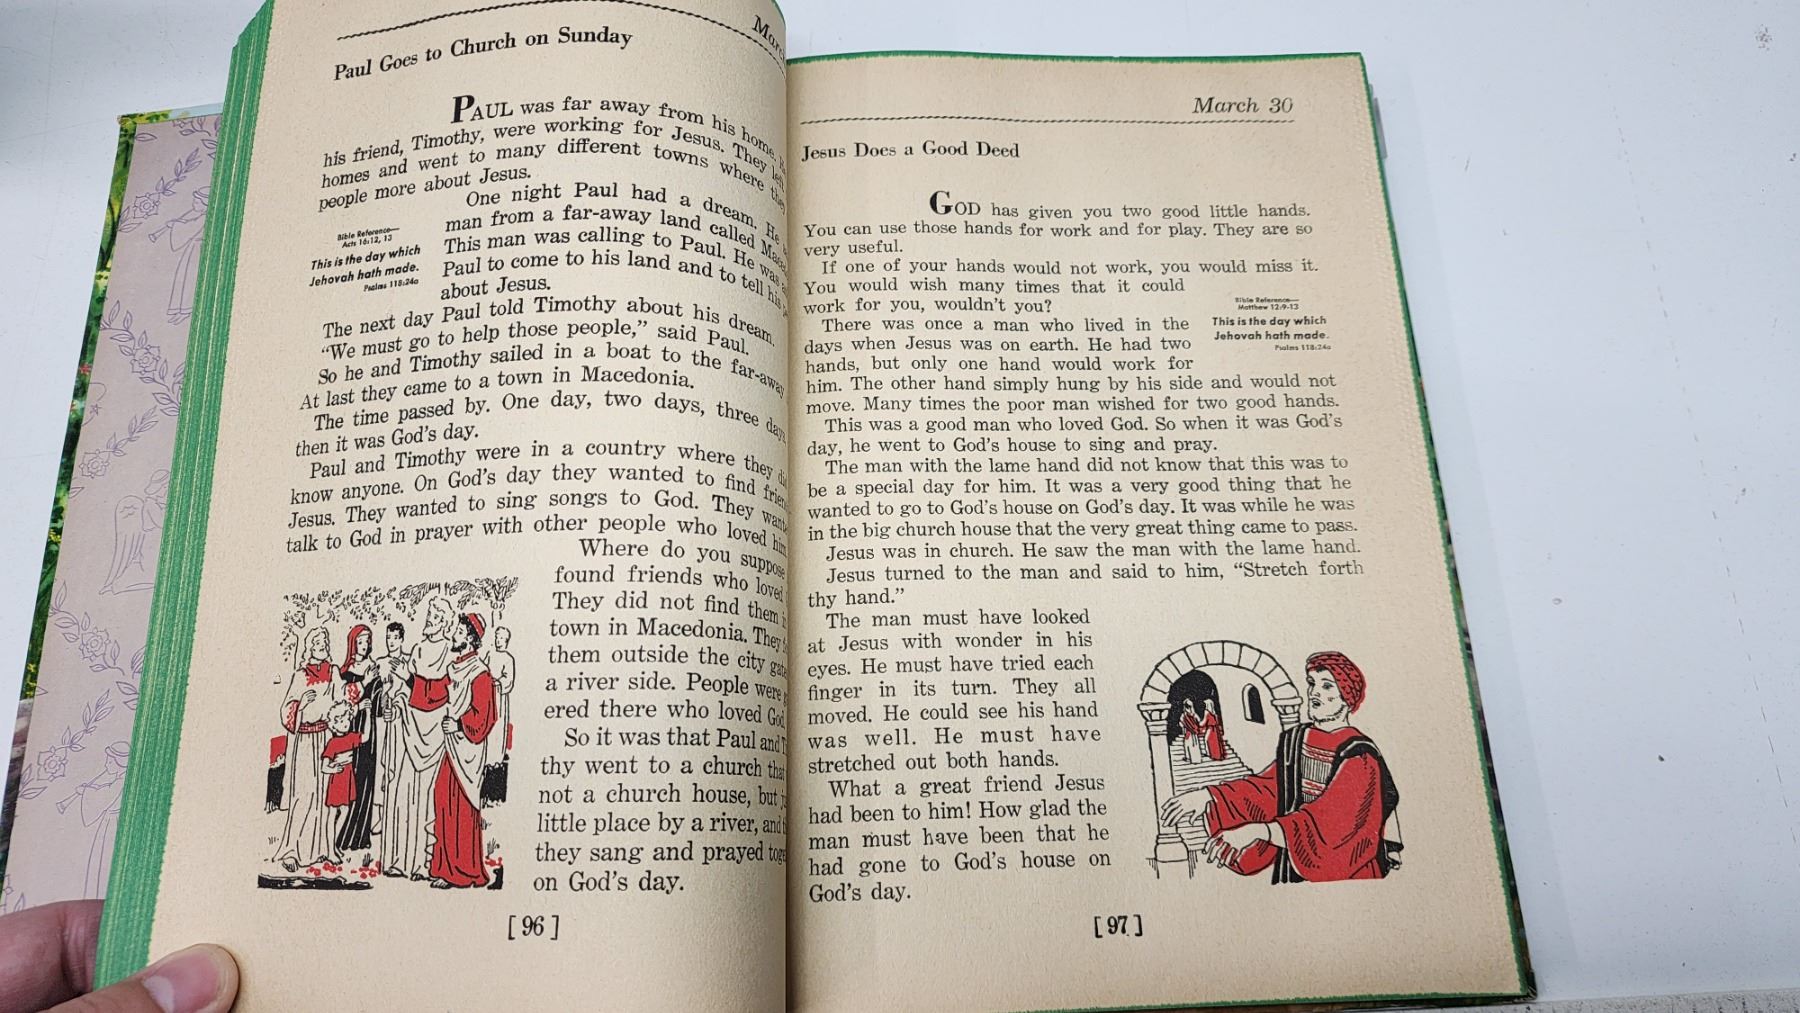 March
Paul Goes to Church on Sunday
PAUL was far away from his home.
his friend, Timothy, were working for Jesus. They left
homes and went to many different towns where they
people more about Jesus.
One night Paul had a dream. He
man from a far-away land called
This man was calling to Paul. He was
Paul to come to his land and to tell his
about Jesus.
Bible Reference—
Acts 16:12, 13
This is the day which
Jehovah hath made.
Psalms 118:24a
The next day Paul told Timothy about his dream.
“We must go to help those people,” said Paul.
So he and Timothy sailed in a boat to the far-away
At last they came to a town in Macedonia.
The time passed by. One day, two days, three days,
then it was God's day.
Paul and Timothy were in a country where they
know anyone. On God's day they wanted to find
Jesus. They wanted to sing songs to God. They
talk to God in prayer with other people who loved him
Where do you suppose
found friends who loved
They did not find them
town in Macedonia. They
them outside the city
a river side. People were
ered there who loved God.
So it was that Paul and
thy went to a church that
not a church house, but
little place by a river, and
they sang and prayed
on God's day.
[ 96 ]
March 30
Jesus Does a Good Deed
GOD has given you two good little hands.
You can use those hands for work and for play. They are so
very useful.
If one of your hands would not work, you would miss it.
You would wish many times that it could
work for you, wouldn't you?
There was once a man who lived in the
days when Jesus was on earth. He had two
hands, but only one hand would work for
Bible Reference—
Matthew 12:9-13
This is the day which
Jehovah hath made.
Psalms 118:24a
him. The other hand simply hung by his side and would not
move. Many times the poor man wished for two good hands.
This was a good man who loved God. So when it was God's
day, he went to God's house to sing and pray.
The man with the lame hand did not know that this was to
be a special day for him. It was a very good thing that he
wanted to go to God's house on God's day. It was while he was
in the big church house that the very great thing came to pass.
Jesus was in church. He saw the man with the lame hand.
Jesus turned to the man and said to him, “Stretch forth
thy hand.”
The man must have looked
at Jesus with wonder in his
eyes. He must have tried each
finger in its turn. They all
moved. He could see his hand
was well. He must have
stretched out both hands.
What a great friend Jesus
had been to him! How glad the
man must have been that he
had gone to God's house on
God's day.
[ 97 ]